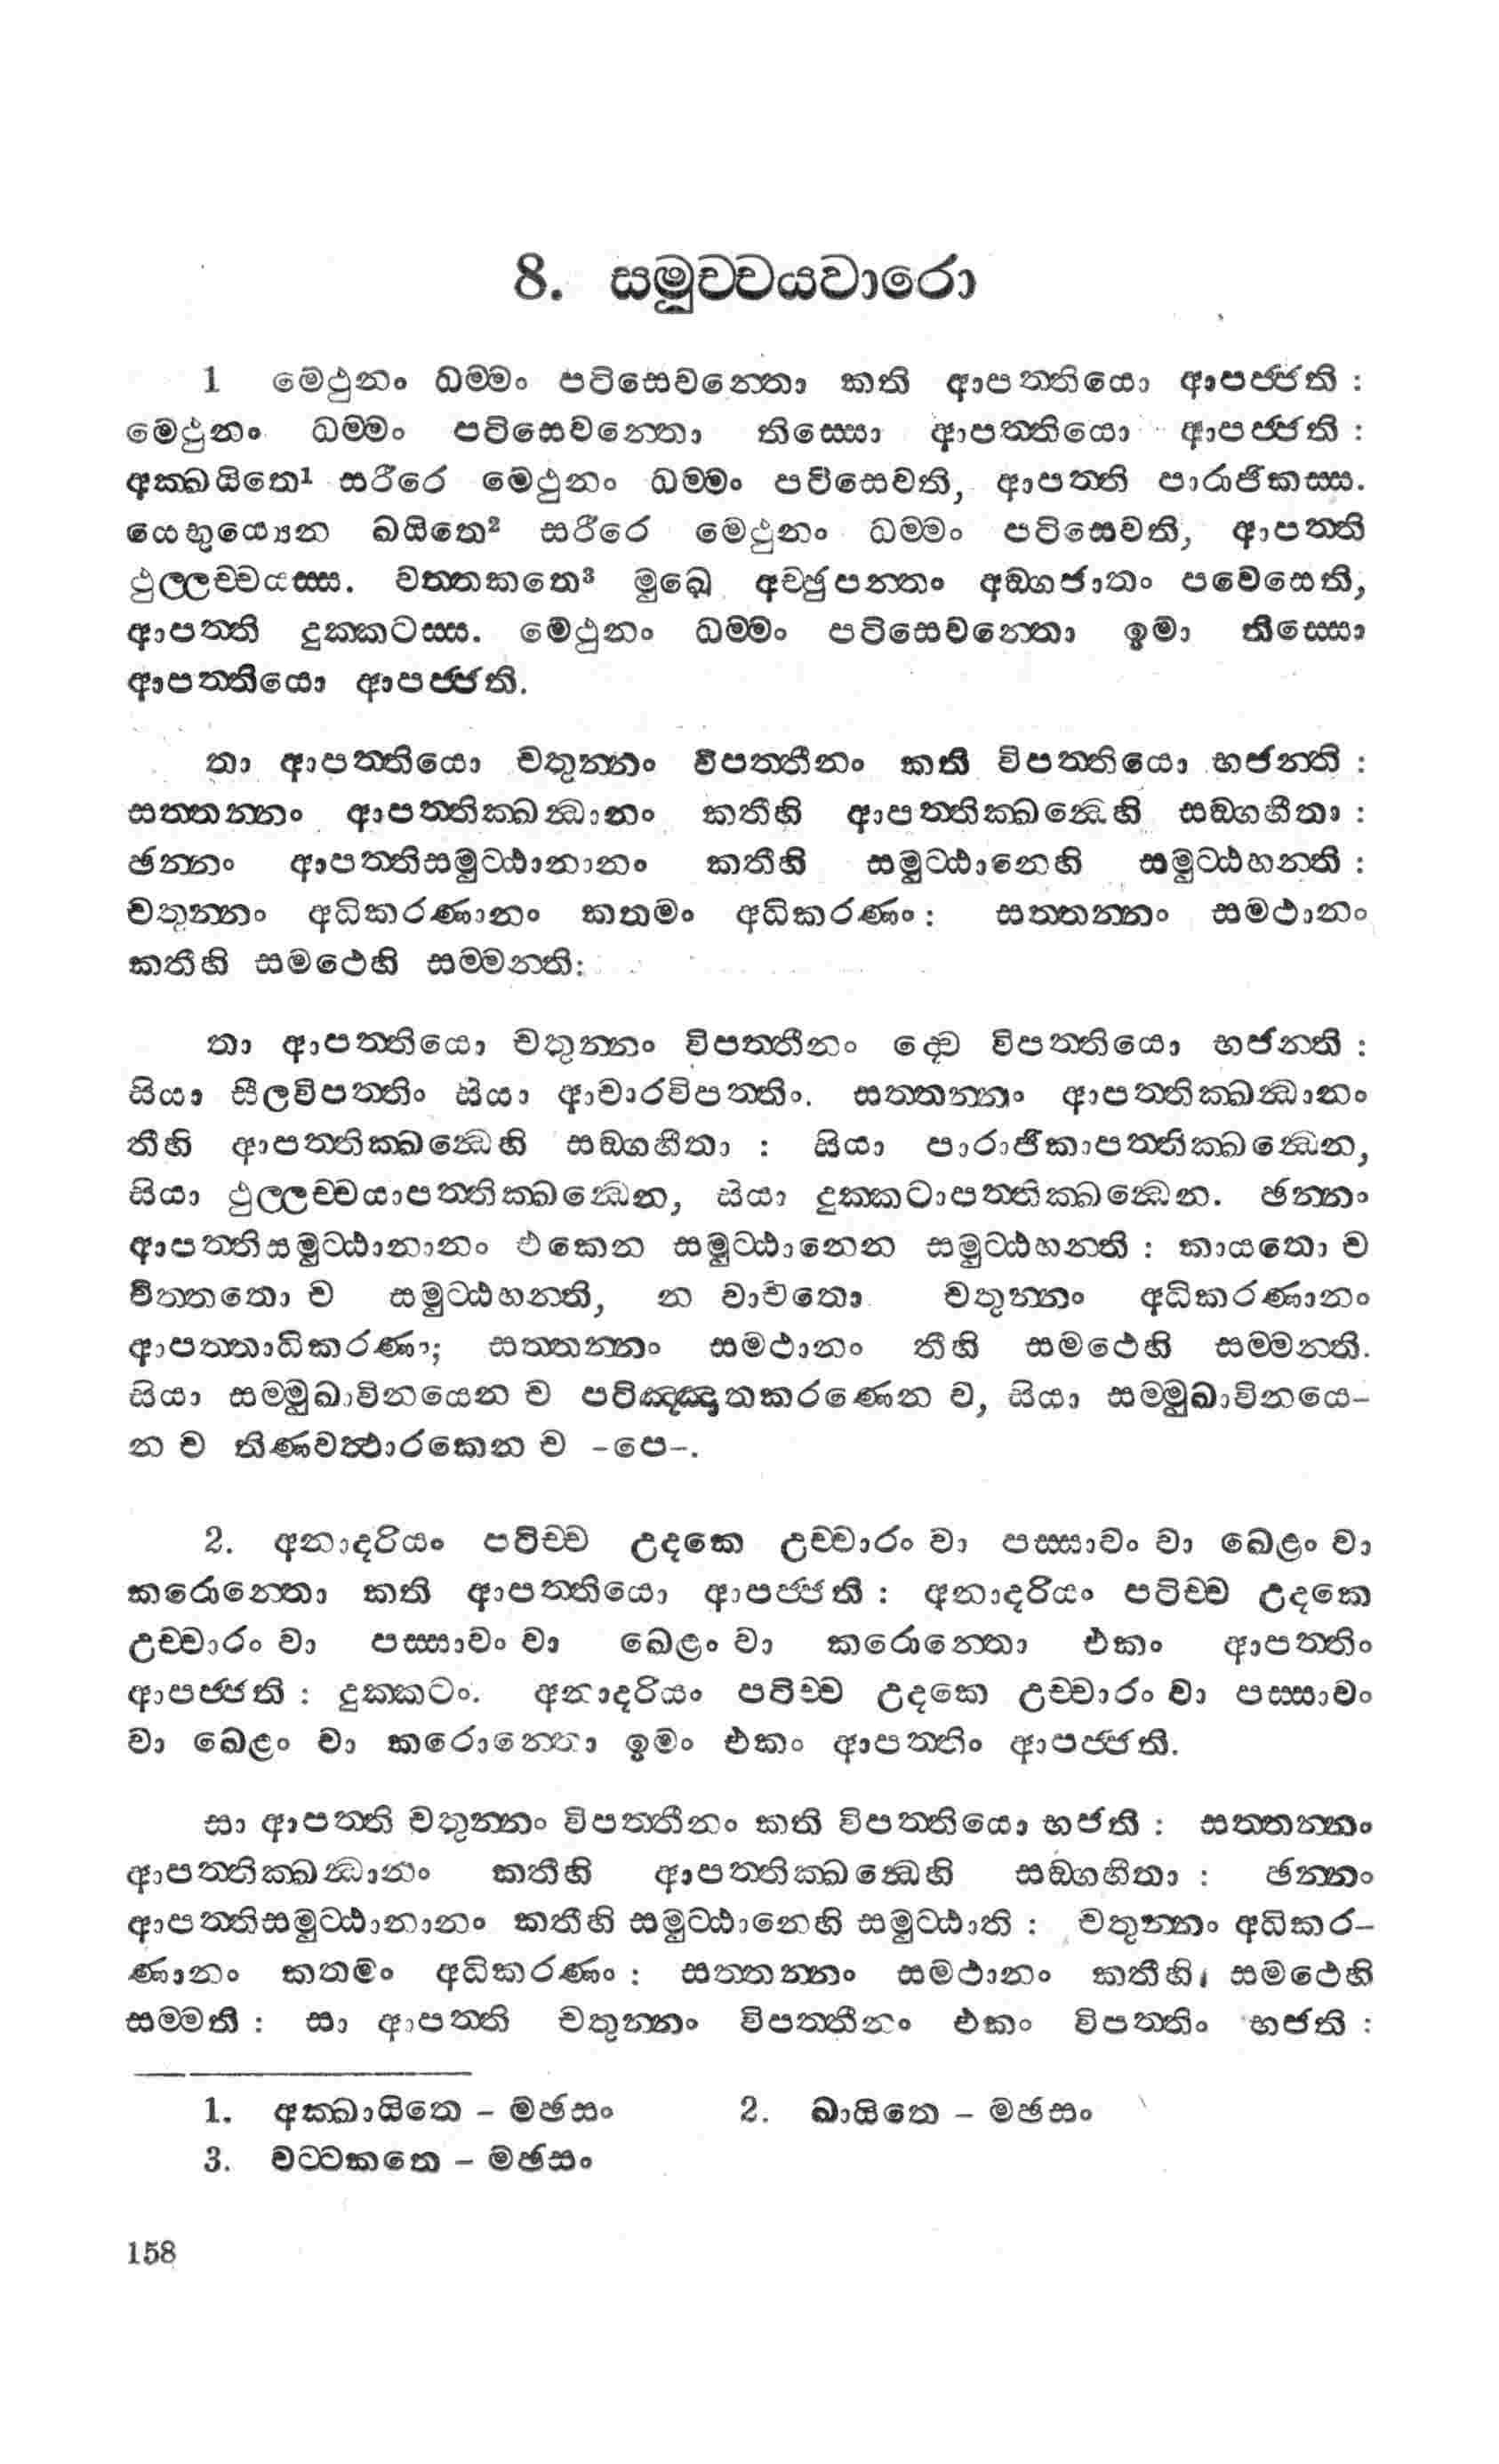 8. සමුච්චයවාරො
1 මෙථුනං ධම්මං පටිසෙවන්තො කති ආපත්තියො ආපජ්ජති :
මෙථුනං ධම්මං පටිසෙවන්තො තිස්සො ආපත්තියො ආපජ්ජති :
අක්ඛයිතෙ¹ සරීරෙ මෙථුනං ධම්මං පටිසෙවති, ආපත්ති පාරාජිකස්ස.
යෙභුය්‍යෙන ඛයිතෙ² සරීරෙ මෙථුනං ධම්මං පටිසෙවති, ආපත්ති
ථුල්ලච්චයස්ස. වත්තකතෙ³ මුඛෙ අච්ඡුපන්තං අඞ්ගජාතං පවෙසෙති,
ආපත්ති දුක්කටස්ස. මෙථුනං ධම්මං පටිසෙවන්තො ඉමා තිස්සො
ආපත්තියො ආපජ්ජති.
තා ආපත්තියො චතුන්නං විපත්තීනං කති විපත්තියො භජන්ති :
සත්තන්නං ආපත්තික්ඛන්ධානං කතීහි ආපත්තික්ඛන්ධෙහි සඞ්ගහීතා :
ඡන්නං ආපත්තිසමුට්ඨානානං කතීහි සමුට්ඨානෙහි සමුට්ඨහන්ති :
චතුන්නං අධිකරණානං කතමං අධිකරණං: සත්තන්නං සමථානං
කතීහි සමථෙහි සම්මන්ති:
තා ආපත්තියො චතුන්නං විපත්තීනං ද්වෙ විපත්තියො භජන්ති :
සියා සීලවිපත්තිං සියා ආචාරවිපත්තිං. සත්තන්නං ආපත්තික්ඛන්ධානං
තීහි ආපත්තික්ඛන්ධෙහි සඞ්ගහීතා : සියා පාරාජිකාපත්තික්ඛන්ධෙන,
සියා ථුල්ලච්චයාපත්තික්ඛන්ධෙන, සියා දුක්කටාපත්තික්ඛන්ධෙන. ඡන්නං
ආපත්තිසමුට්ඨානානං එකෙන සමුට්ඨානෙන සමුට්ඨහන්ති : කායතො ච
චිත්තතො ච සමුට්ඨහන්ති, න වාචතො. චතුන්නං අධිකරණානං
ආපත්තාධිකරණං; සත්තන්නං සමථානං තීහි සමථෙහි සම්මන්ති.
සියා සම්මුඛාවිනයෙන ච පටිඤ්ඤාතකරණෙන ච, සියා සම්මුඛාවිනයෙ-
න ච තිණවත්ථාරකෙන ච -පෙ-.
2. අනාදරියං පටිච්ච උදකෙ උච්චාරං වා පස්සාවං වා ඛෙළං වා
කරොන්තො කති ආපත්තියො ආපජ්ජති : අනාදරියං පටිච්ච උදකෙ
උච්චාරං වා පස්සාවං වා ඛෙළං වා කරොන්තො එකං ආපත්තිං
ආපජ්ජති : දුක්කටං. අනාදරියං පටිච්ච උදකෙ උච්චාරං වා පස්සාවං
වා ඛෙළං වා කරොන්තො ඉමං එකං ආපත්තිං ආපජ්ජති.
සා ආපත්ති චතුන්නං විපත්තීනං කති විපත්තියො භජති : සත්තන්නං
ආපත්තික්ඛන්ධානං කතීහි ආපත්තික්ඛන්ධෙහි සඞ්ගහිතා : ඡන්නං
ආපත්තිසමුට්ඨානානං කතීහි සමුට්ඨානෙහි සමුට්ඨාති : චතුන්නං අධිකර-
ණානං කතමං අධිකරණං : සත්තන්නං සමථානං කතීහි සමථෙහි
සම්මති : සා ආපත්ති චතුන්නං විපත්තීනං එකං විපත්තිං භජති :
1. අක්ඛායිතෙ - මඡසං 2. ඛායිතෙ - මඡසං
3. වට්ටකතෙ - මඡසං
158